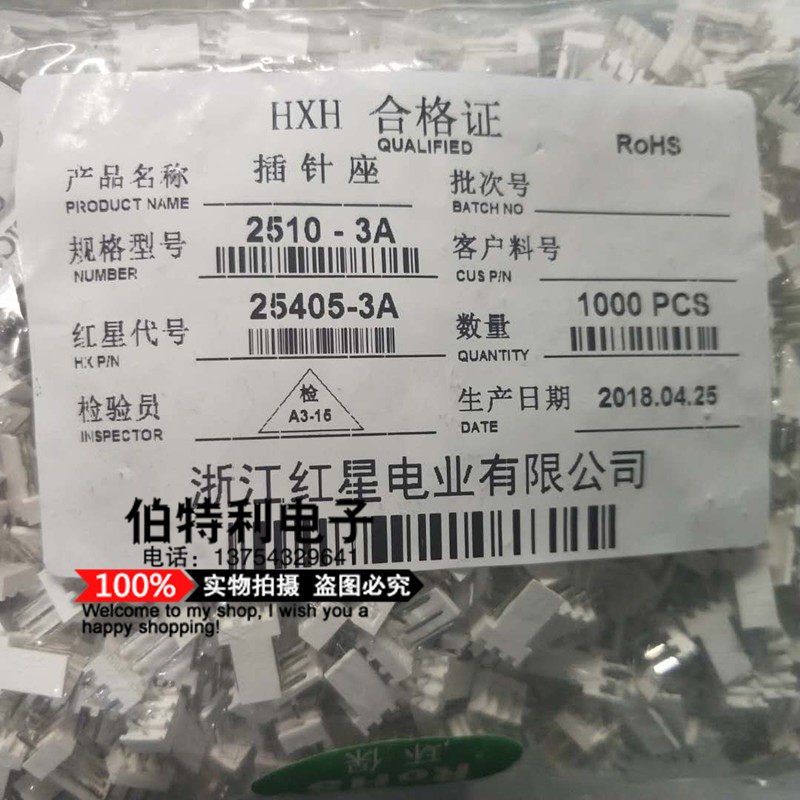 HXH 合格证 RoHS
QUALIFIED
产品名称 插针座 批次号
PRODUCT NAME BATCH NO
规格型号 2510 - 3A 客户料号
NUMBER CUS P/N
红星代号 25405-3A 数量 1000 PCS
HX P/N QUANTITY
检验员 检 A3-15 生产日期 2018.04.25
INSPECTOR DATE
浙江红星电业有限公司
伯特利电子
电话：13754329641
100% 实物拍摄 盗图必究
Welcome to my shop, I wish you a
happy shopping!
环保
RoHS